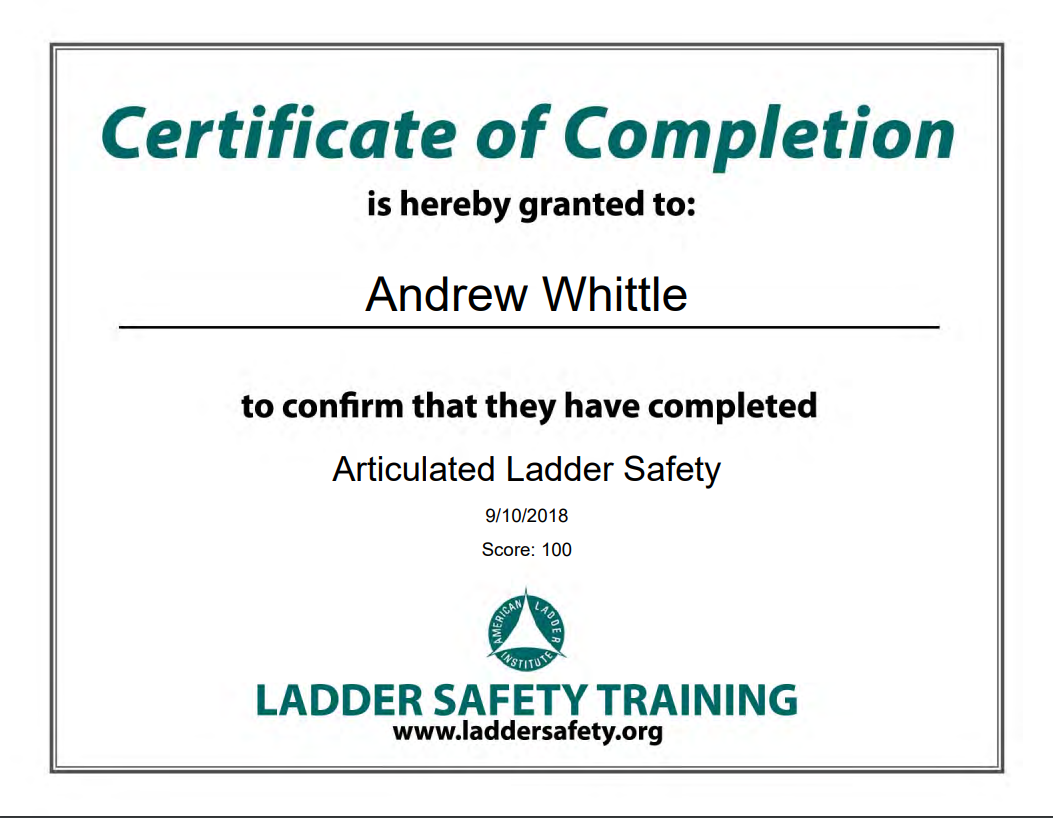 Certificate of Completion
is hereby granted to:
Andrew Whittle
to confirm that they have completed
Articulated Ladder Safety
9/10/2018
Score: 100
AMERICAN LADDER INSTITUTE
LADDER SAFETY TRAINING
www.laddersafety.org